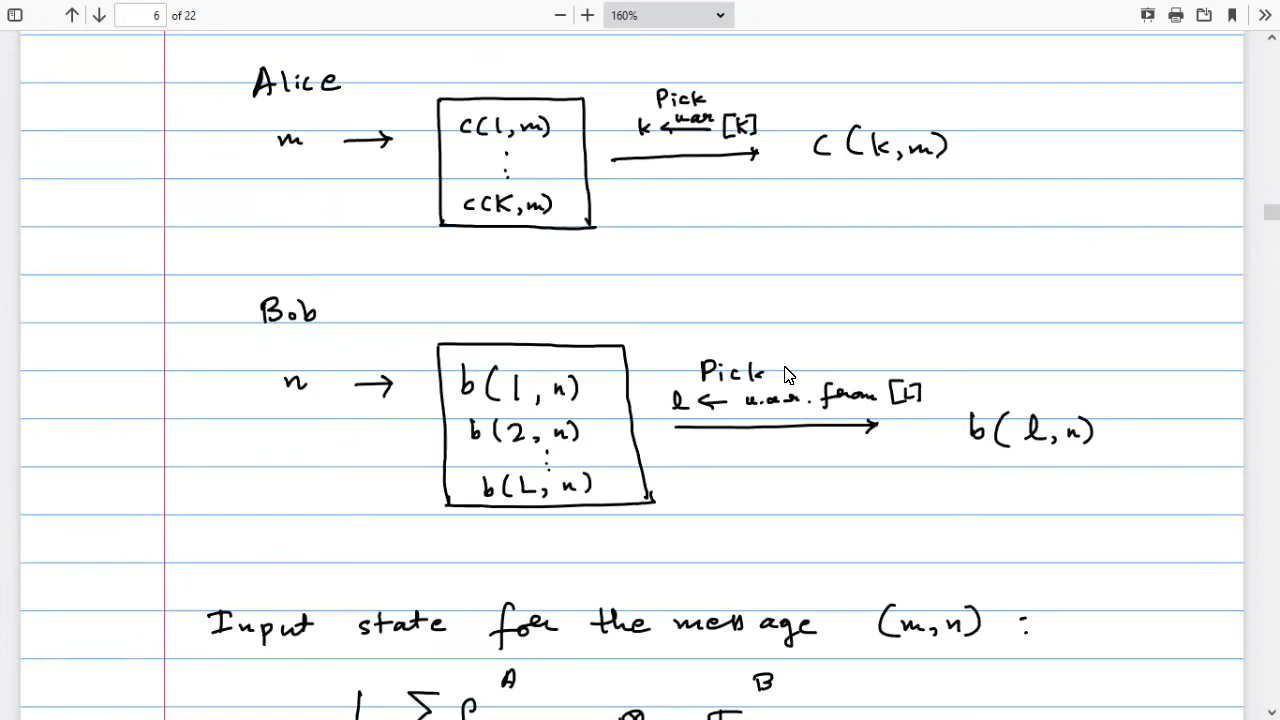 6 of 22
160%
Alice
m → c(1,m) Pick
⋮ k ←u.a.r [K] c(k,m)
c(K,m)
Bob
n → b(1,n) Pick
b(2,n) l ← u.a.r. from [L] b(l,n)
⋮
b(L,n)
Input state for the message (m,n) :
A B